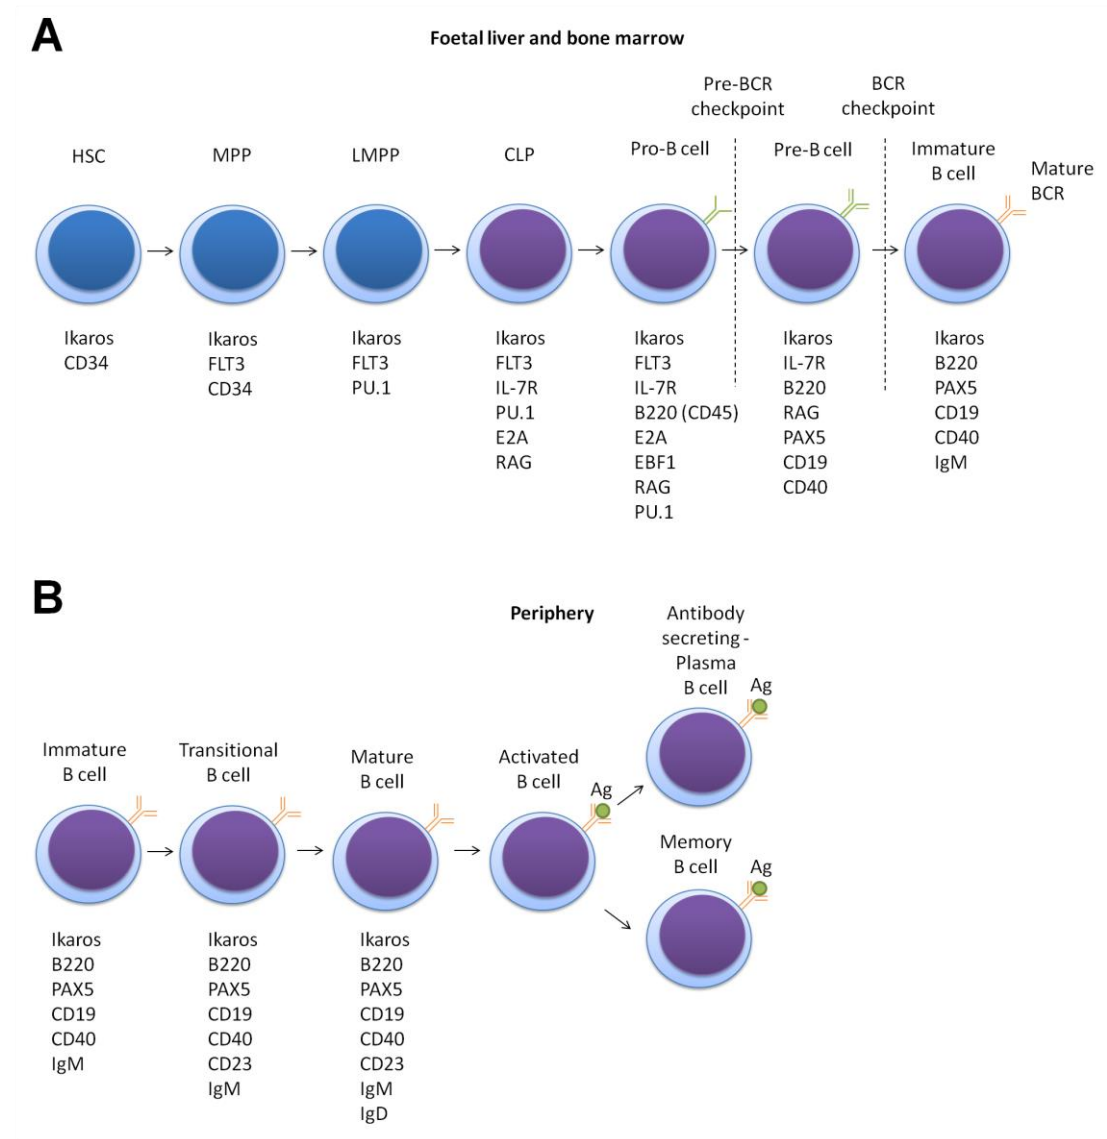 A
Foetal liver and bone marrow
Pre-BCR
checkpoint
BCR
checkpoint
HSC
MPP
LMPP
CLP
Pro-B cell
Pre-B cell
Immature
B cell
Mature
BCR
Ikaros
CD34
Ikaros
FLT3
CD34
Ikaros
FLT3
PU.1
Ikaros
FLT3
IL-7R
PU.1
E2A
RAG
Ikaros
FLT3
IL-7R
B220 (CD45)
E2A
EBF1
RAG
PU.1
Ikaros
IL-7R
B220
RAG
PAX5
CD19
CD40
Ikaros
B220
PAX5
CD19
CD40
IgM
B
Periphery
Antibody
secreting -
Plasma
B cell
Ag
Immature
B cell
Transitional
B cell
Mature
B cell
Activated
B cell
Ag
Memory
B cell
Ag
Ikaros
B220
PAX5
CD19
CD40
IgM
Ikaros
B220
PAX5
CD19
CD40
CD23
IgM
Ikaros
B220
PAX5
CD19
CD40
CD23
IgM
IgD